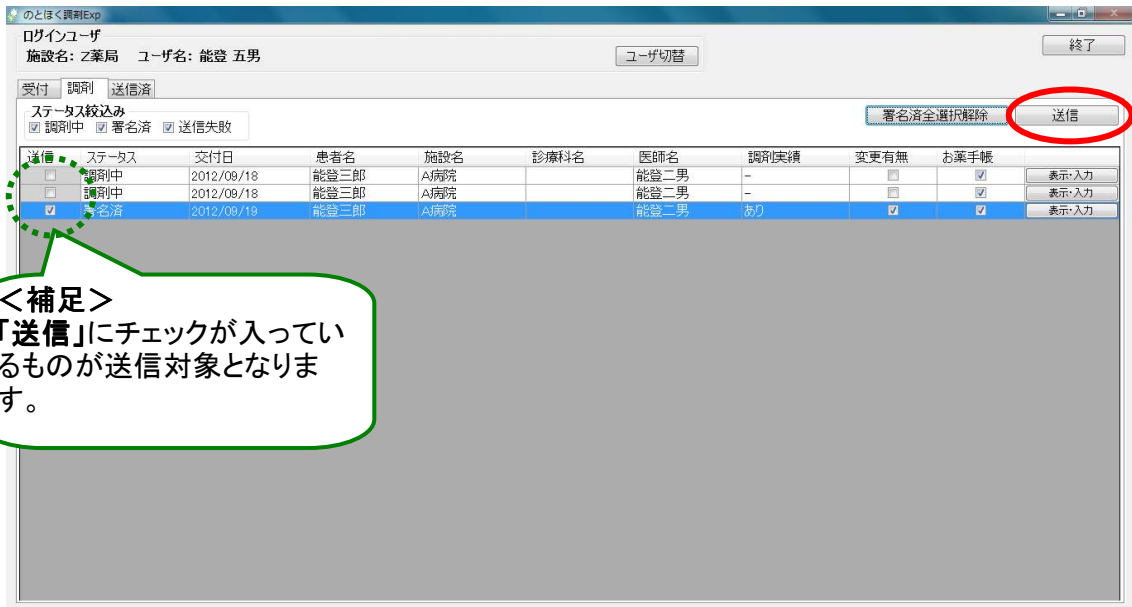 のとほく調剤Exp
ログインユーザ
施設名: Z薬局 ユーザ名: 能登 五男
ユーザ切替
終了
受付 調剤 送信済
ステータス絞込み
調剤中 署名済 送信失敗
署名済全選択解除
送信
送信 ステータス 交付日 患者名 施設名 診療科名 医師名 調剤実績 変更有無 お薬手帳
調剤中 2012/09/18 能登三郎 A病院 能登二男 - 表示・入力
調剤中 2012/09/18 能登三郎 A病院 能登二男 - 表示・入力
署名済 2012/09/19 能登三郎 A病院 能登二男 あり 表示・入力
<補足>
「送信」にチェックが入ってい
るものが送信対象となりま
す。